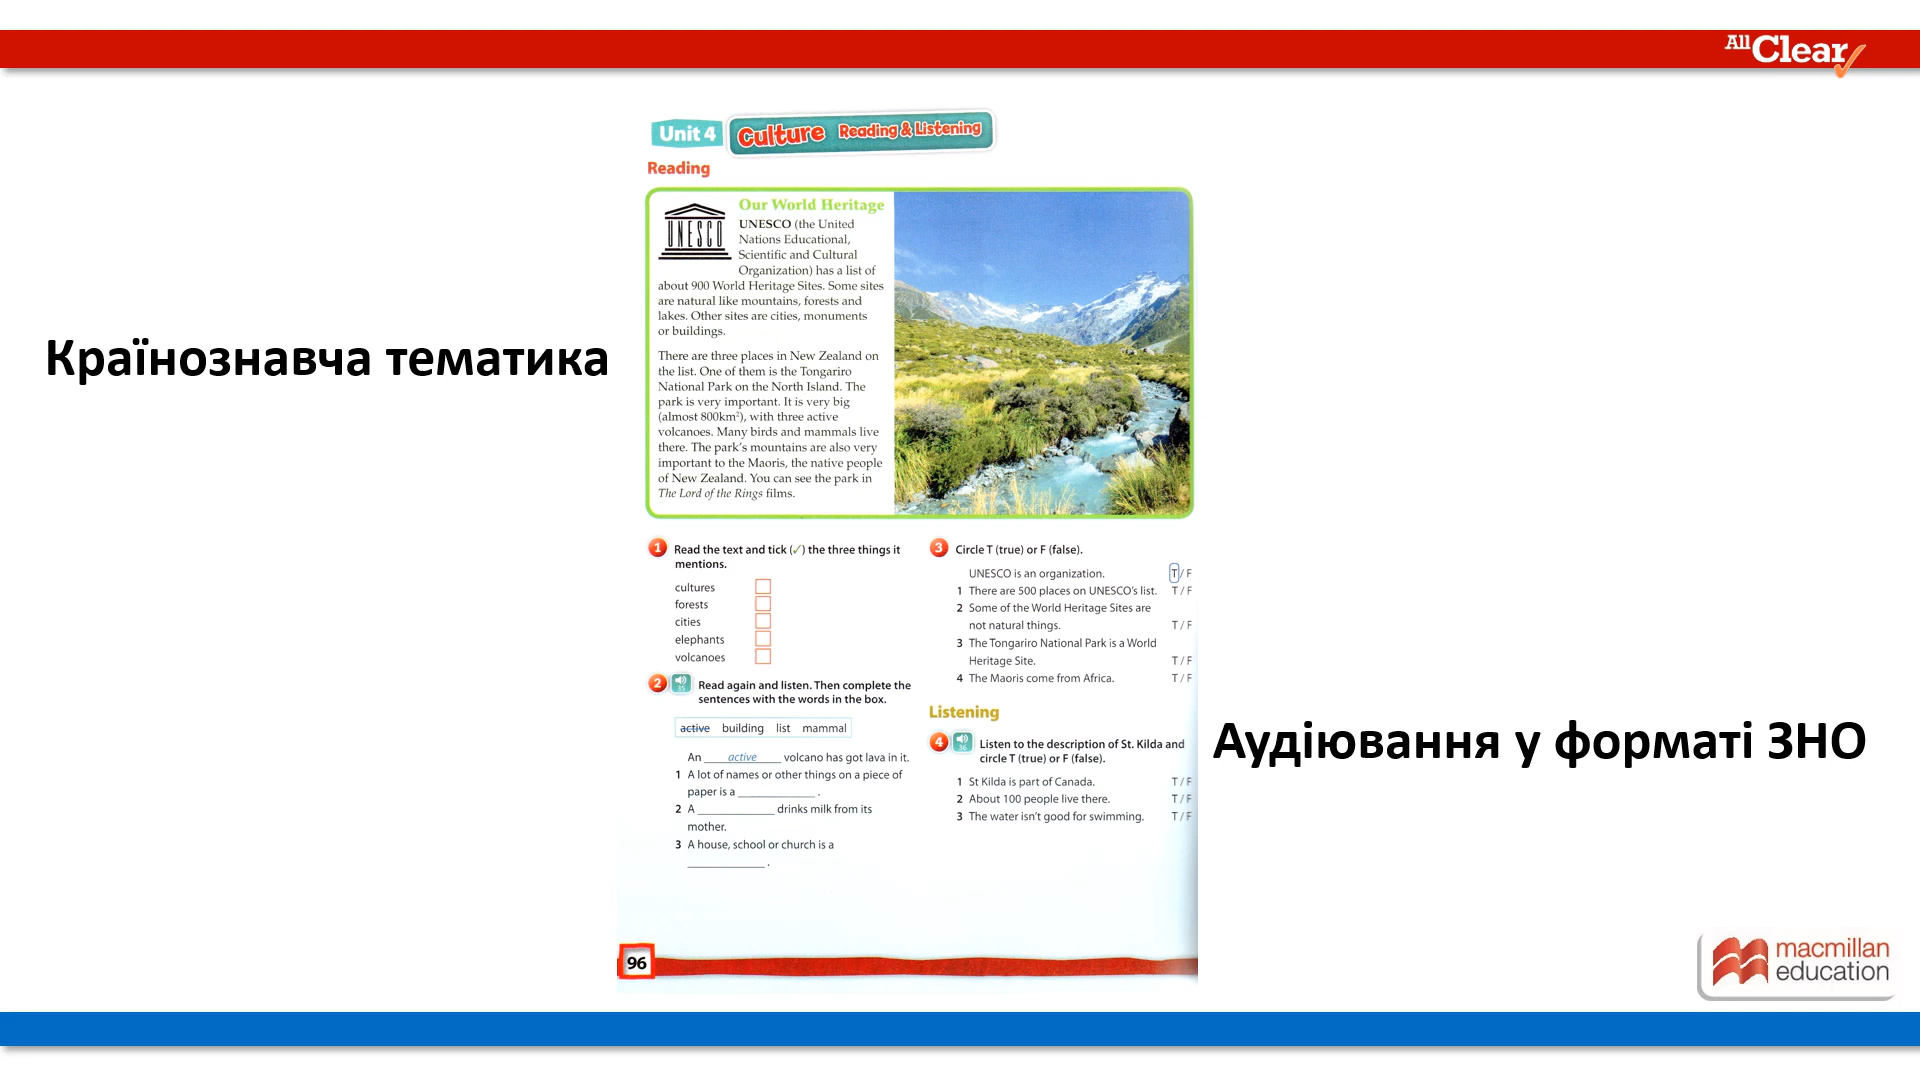 All Clear
Unit 4 Culture Reading & Listening
Reading
UNESCO
Our World Heritage
UNESCO (the United
Nations Educational,
Scientific and Cultural
Organization) has a list of
about 900 World Heritage Sites. Some sites
are natural like mountains, forests and
lakes. Other sites are cities, monuments
or buildings.
There are three places in New Zealand on
the list. One of them is the Tongariro
National Park on the North Island. The
park is very important. It is very big
(almost 800km²), with three active
volcanoes. Many birds and mammals live
there. The park's mountains are also very
important to the Maoris, the native people
of New Zealand. You can see the park in
The Lord of the Rings films.
Країнознавча тематика
1 Read the text and tick (✓) the three things it
mentions.
cultures
forests
cities
elephants
volcanoes
2 35 Read again and listen. Then complete the
sentences with the words in the box.
active building list mammal
An active volcano has got lava in it.
1 A lot of names or other things on a piece of
paper is a ____________ .
2 A ____________ drinks milk from its
mother.
3 A house, school or church is a
____________ .
3 Circle T (true) or F (false).
UNESCO is an organization. T / F
1 There are 500 places on UNESCO's list. T / F
2 Some of the World Heritage Sites are
not natural things. T / F
3 The Tongariro National Park is a World
Heritage Site. T / F
4 The Maoris come from Africa. T / F
Listening
4 36 Listen to the description of St. Kilda and
circle T (true) or F (false).
1 St Kilda is part of Canada. T / F
2 About 100 people live there. T / F
3 The water isn't good for swimming. T / F
Аудіювання у форматі ЗНО
96
macmillan
education